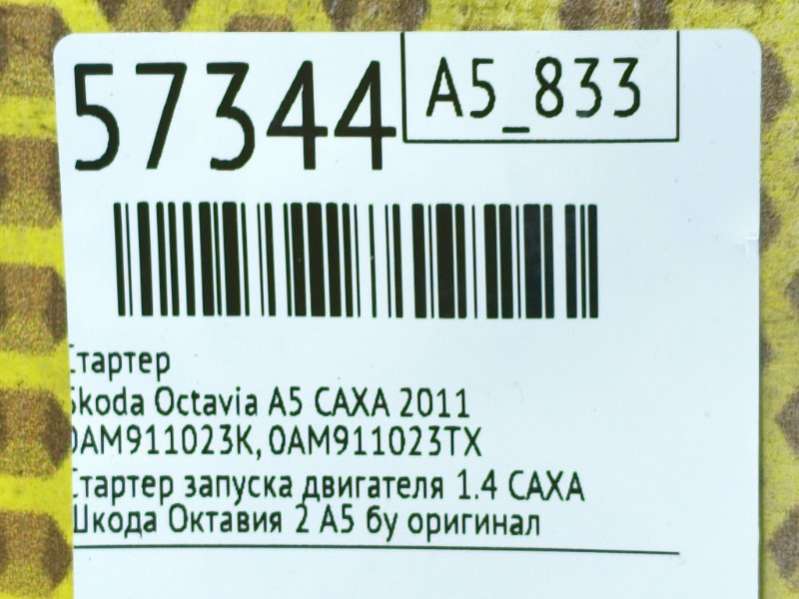 57344
A5_833
Стартер
Skoda Octavia A5 CAXA 2011
0AM911023K, 0AM911023TX
Стартер запуска двигателя 1.4 CAXA
Шкода Октавия 2 А5 бу оригинал